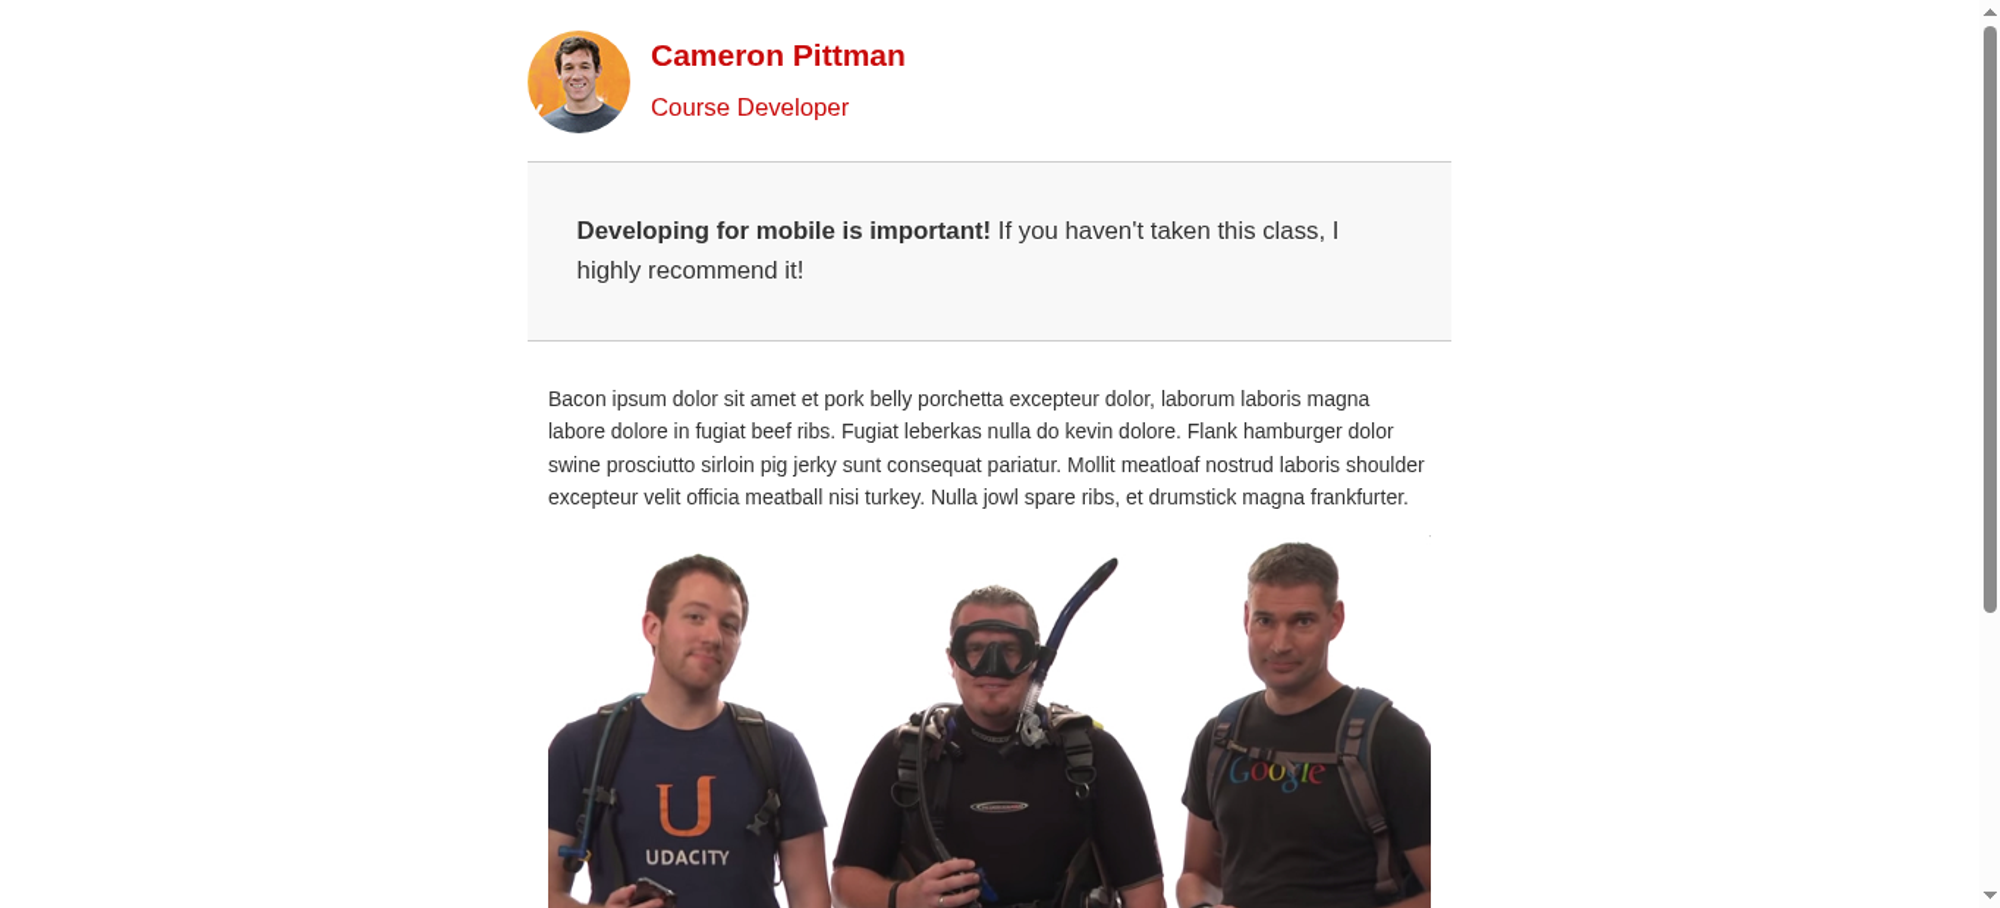 Cameron Pittman
Course Developer
Developing for mobile is important! If you haven't taken this class, I
highly recommend it!
Bacon ipsum dolor sit amet et pork belly porchetta excepteur dolor, laborum laboris magna
labore dolore in fugiat beef ribs. Fugiat leberkas nulla do kevin dolore. Flank hamburger dolor
swine prosciutto sirloin pig jerky sunt consequat pariatur. Mollit meatloaf nostrud laboris shoulder
excepteur velit officia meatball nisi turkey. Nulla jowl spare ribs, et drumstick magna frankfurter.
Google
U
UDACITY